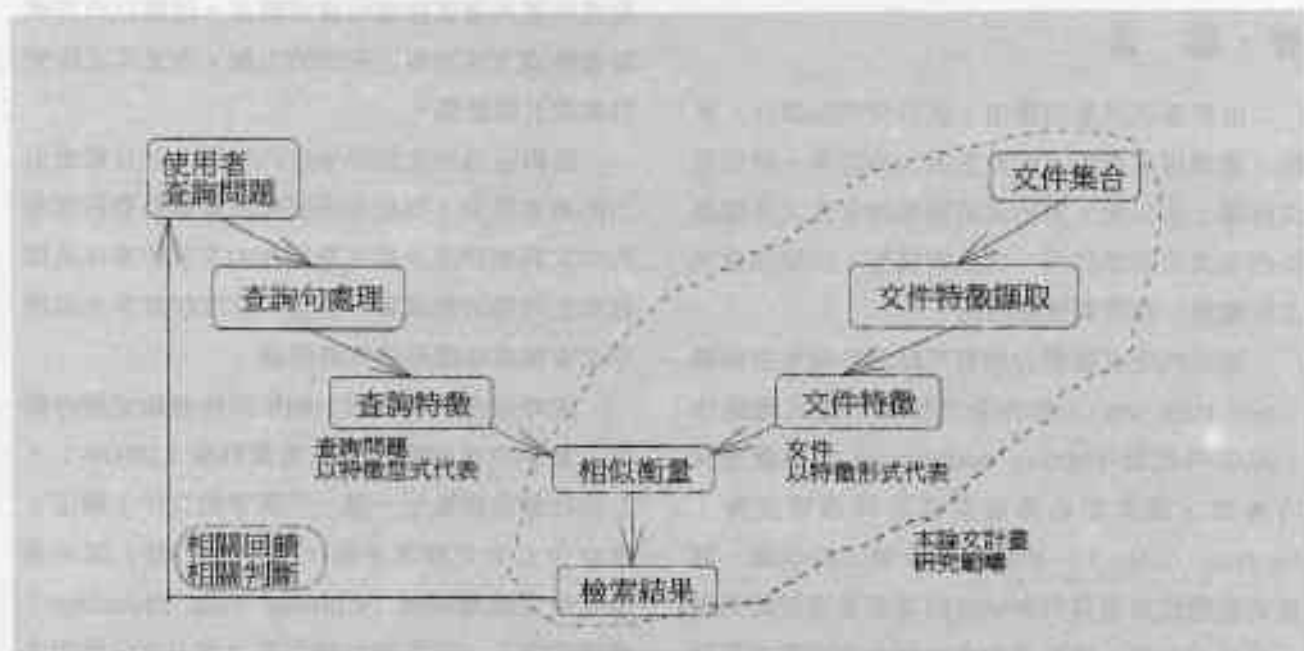 使用者
查詢問題
文件集合
查詢句處理
文件特徵擷取
查詢特徵
文件特徵
查詢問題
以特徵型式代表
相似衡量
文件
以特徵形式代表
相關回饋
相關判斷
本論文計畫
研究範疇
檢索結果